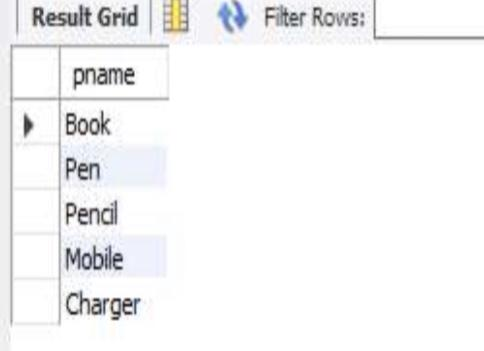 Result Grid Filter Rows:
pname
Book
Pen
Pencil
Mobile
Charger